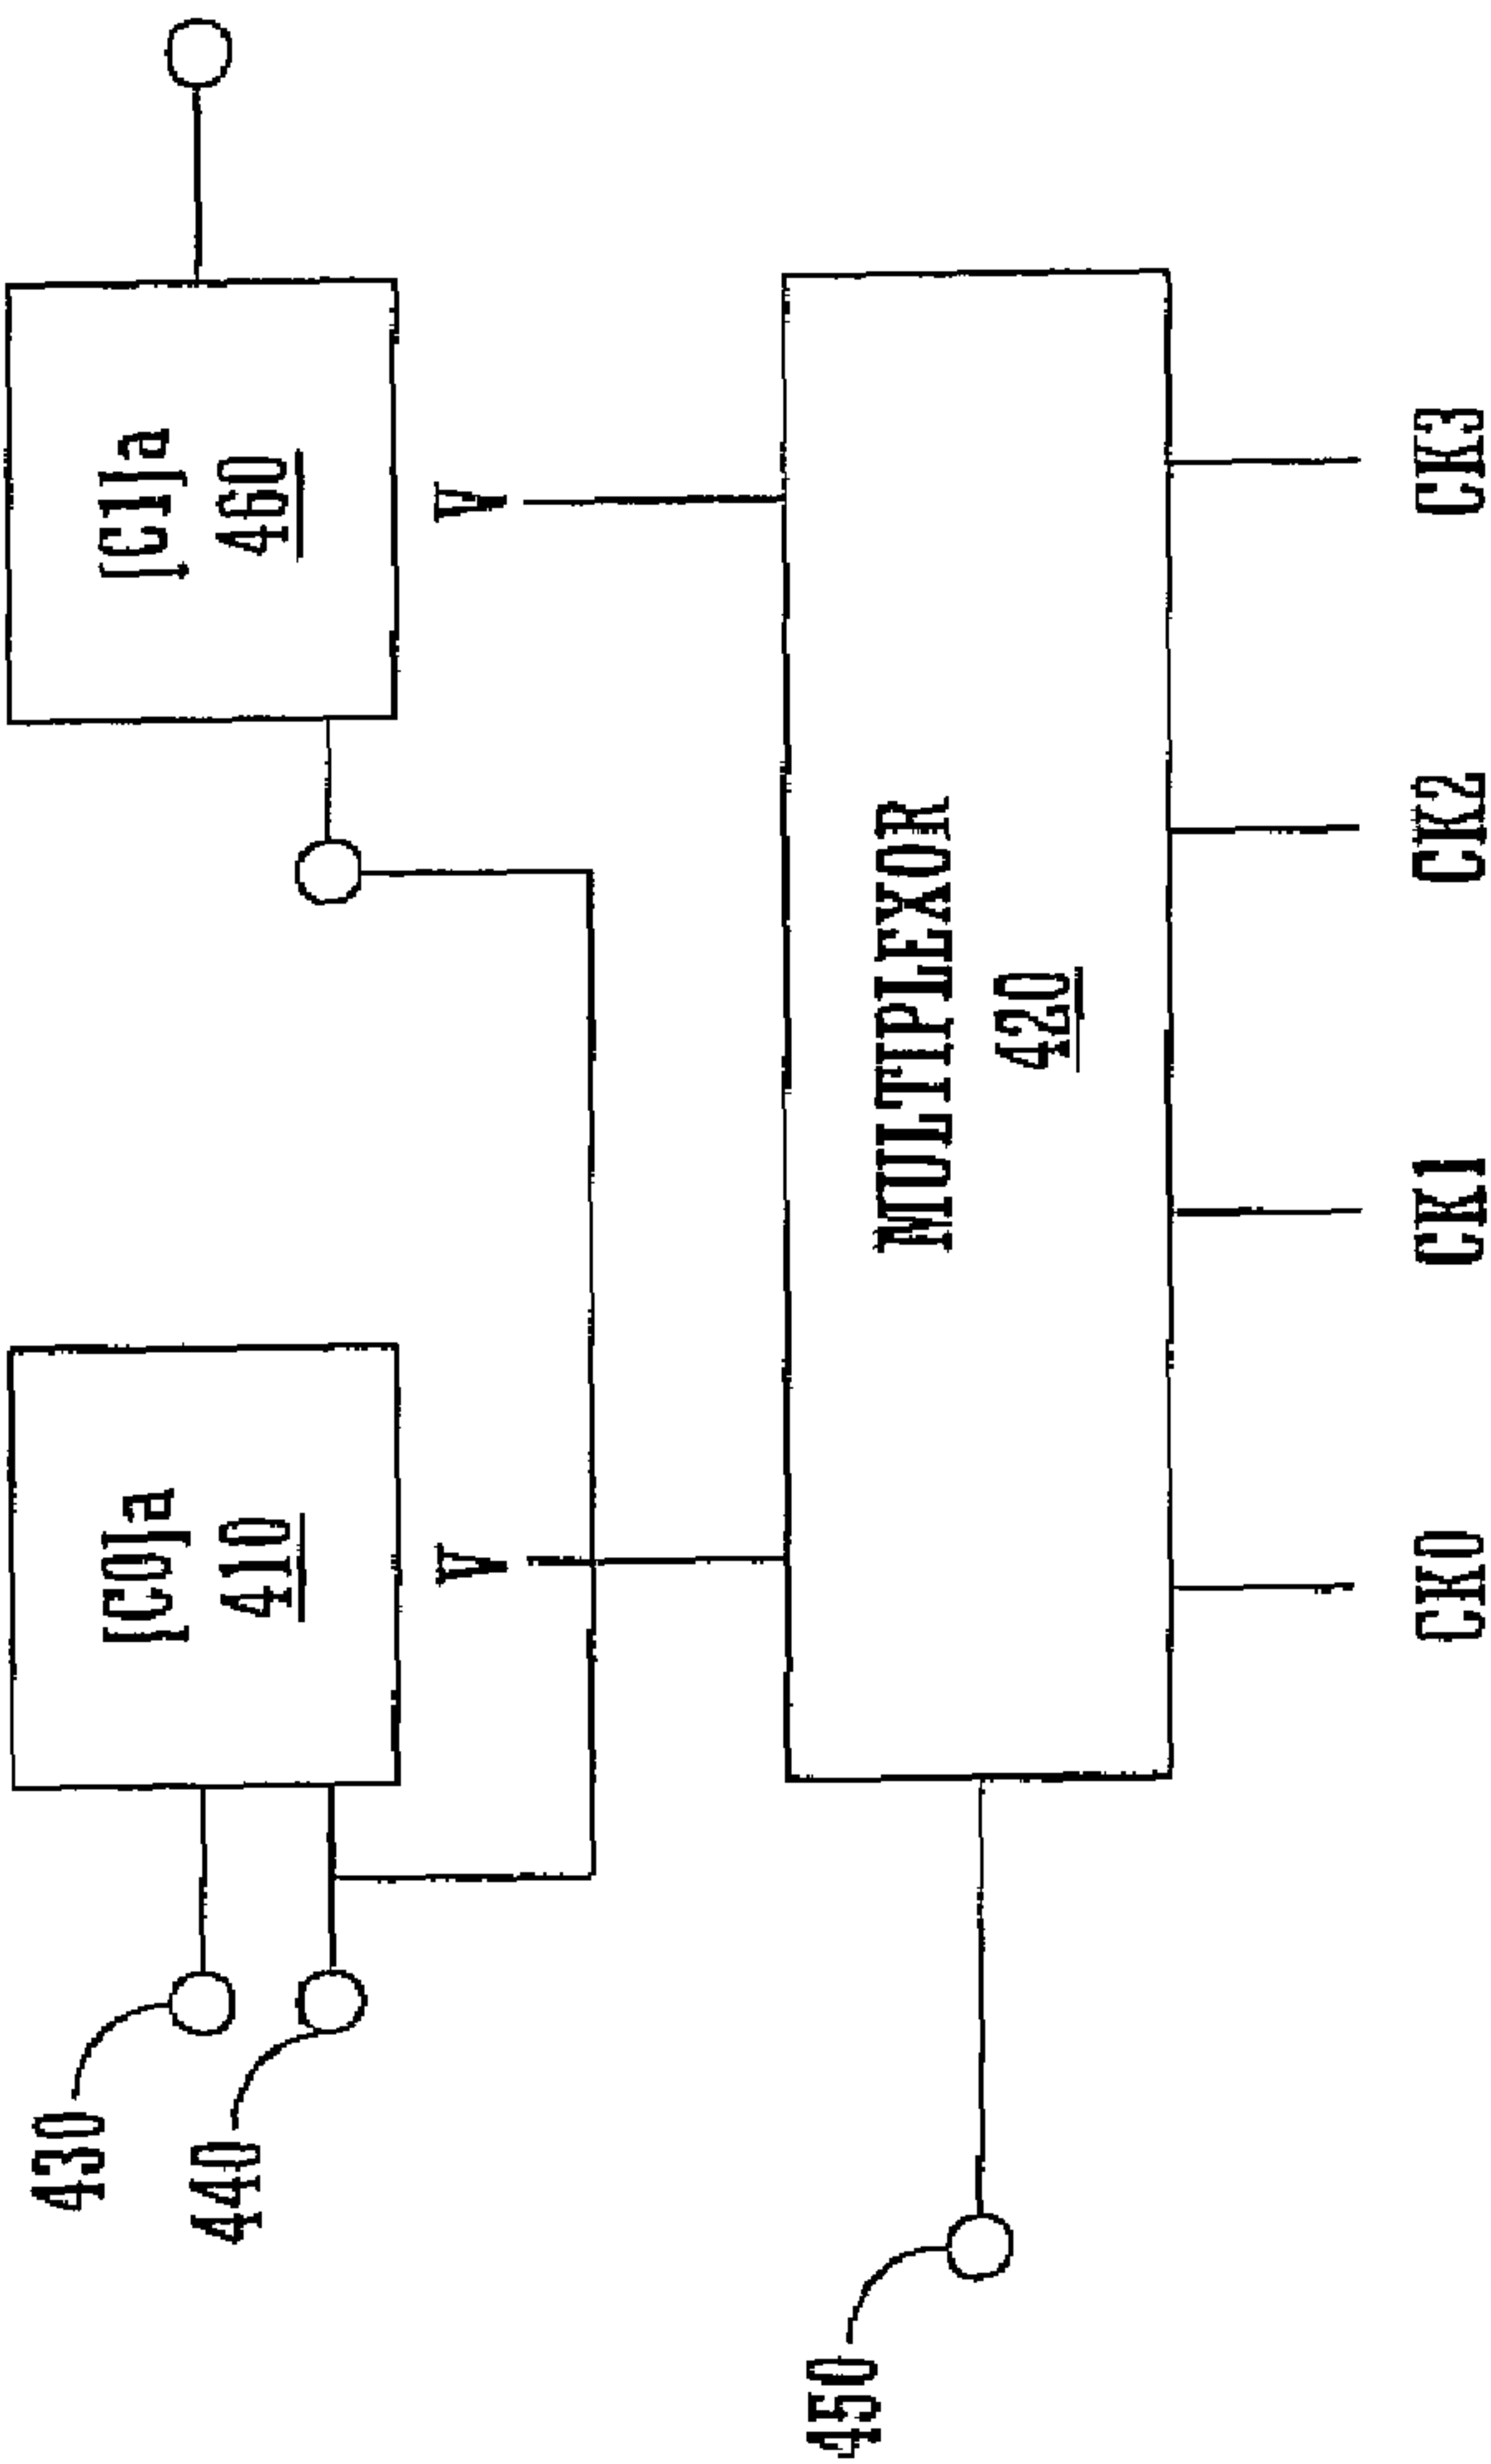 430
440
[C0]a
410
[C1]a
460
V
V
450
MULTIPLEXOR
420
CK0
CK1
CK2
CK3